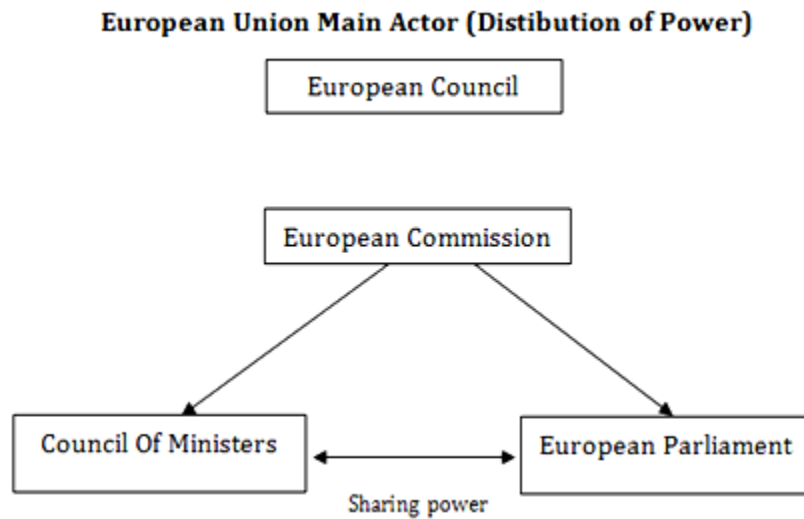 European Union Main Actor (Distibution of Power)
European Council
European Commission
Council Of Ministers
European Parliament
Sharing power